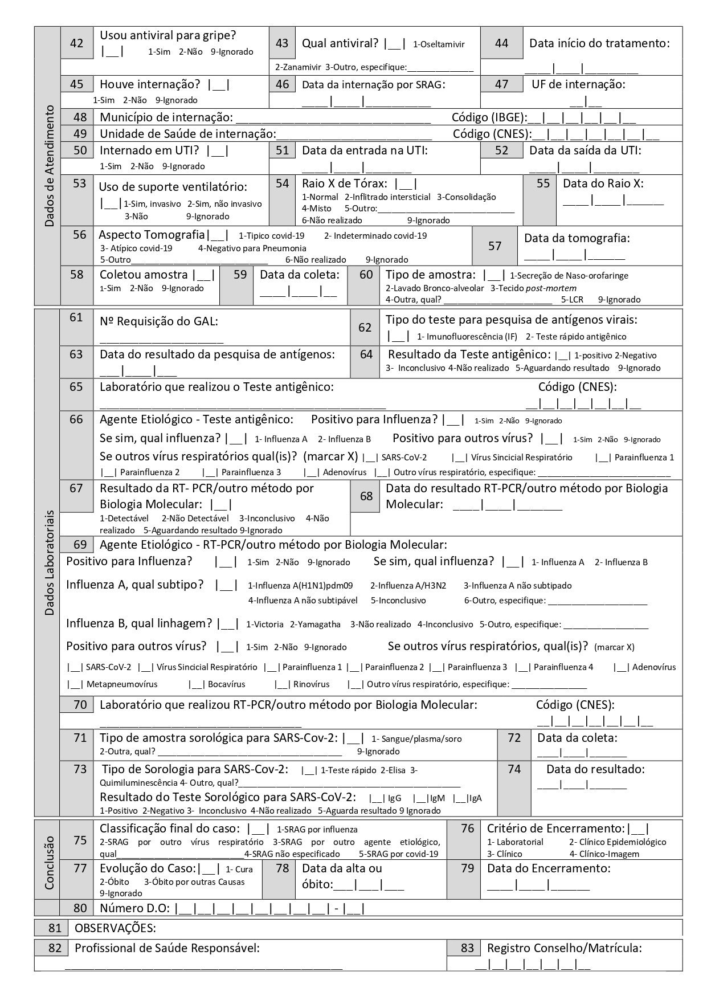 Dados de Atendimento
42 Usou antiviral para gripe?
|__| 1-Sim 2-Não 9-Ignorado
43 Qual antiviral? |__| 1-Oseltamivir
2-Zanamivir 3-Outro, especifique:______________
44 Data início do tratamento:
____|____|________
45 Houve internação? |__|
1-Sim 2-Não 9-Ignorado
46 Data da internação por SRAG:
____|____|__________
47 UF de internação:
__|__
48 Município de internação: ______________________________ Código (IBGE):__|__|__|__|__|__
49 Unidade de Saúde de internação:________________________ Código (CNES):__|__|__|__|__|__|__
50 Internado em UTI? |__|
1-Sim 2-Não 9-Ignorado
51 Data da entrada na UTI:
____|____|_______
52 Data da saída da UTI:
____|____|_______
53 Uso de suporte ventilatório:
|__|1-Sim, invasivo 2-Sim, não invasivo
3-Não 9-Ignorado
54 Raio X de Tórax: |__|
1-Normal 2-Inflitrado intersticial 3-Consolidação
4-Misto 5-Outro:_____________________________
6-Não realizado 9-Ignorado
55 Data do Raio X:
____|____|______
56 Aspecto Tomografia|__| 1-Tipico covid-19 2- Indeterminado covid-19
3- Atípico covid-19 4-Negativo para Pneumonia
5-Outro_____________________________ 6-Não realizado 9-Ignorado
57 Data da tomografia:
____|____|______
58 Coletou amostra |__|
1-Sim 2-Não 9-Ignorado
59 Data da coleta:
____|____|__
60 Tipo de amostra: |__| 1-Secreção de Naso-orofaringe
2-Lavado Bronco-alveolar 3-Tecido post-mortem
4-Outra, qual? _______________________ 5-LCR 9-Ignorado
Dados Laboratoriais
61 Nº Requisição do GAL:
___________________
62 Tipo do teste para pesquisa de antígenos virais:
|__| 1- Imunofluorescência (IF) 2- Teste rápido antigênico
63 Data do resultado da pesquisa de antígenos:
___|____|___
64 Resultado da Teste antigênico: |__| 1-positivo 2-Negativo
3- Inconclusivo 4-Não realizado 5-Aguardando resultado 9-Ignorado
65 Laboratório que realizou o Teste antigênico: Código (CNES):
____________________________________________ __|__|__|__|__|__|__
66 Agente Etiológico - Teste antigênico: Positivo para Influenza? |__| 1-Sim 2-Não 9-Ignorado
Se sim, qual influenza? |__| 1- Influenza A 2- Influenza B Positivo para outros vírus? |__| 1-Sim 2-Não 9-Ignorado
Se outros vírus respiratórios qual(is)? (marcar X) |__| SARS-CoV-2 |__| Vírus Sincicial Respiratório |__| Parainfluenza 1
|__| Parainfluenza 2 |__| Parainfluenza 3 |__| Adenovírus |__| Outro vírus respiratório, especifique: ____________________________
67 Resultado da RT- PCR/outro método por
Biologia Molecular: |__|
1-Detectável 2-Não Detectável 3-Inconclusivo 4-Não
realizado 5-Aguardando resultado 9-Ignorado
68 Data do resultado RT-PCR/outro método por Biologia
Molecular: ____|____|_______
69 Agente Etiológico - RT-PCR/outro método por Biologia Molecular:
Positivo para Influenza? |__| 1-Sim 2-Não 9-Ignorado Se sim, qual influenza? |__| 1- Influenza A 2- Influenza B
Influenza A, qual subtipo? |__| 1-Influenza A(H1N1)pdm09 2-Influenza A/H3N2 3-Influenza A não subtipado
4-Influenza A não subtipável 5-Inconclusivo 6-Outro, especifique: _____________________
Influenza B, qual linhagem? |__| 1-Victoria 2-Yamagatha 3-Não realizado 4-Inconclusivo 5-Outro, especifique: __________________
Positivo para outros vírus? |__| 1-Sim 2-Não 9-Ignorado Se outros vírus respiratórios, qual(is)? (marcar X)
|__| SARS-CoV-2 |__| Vírus Sincicial Respiratório |__| Parainfluenza 1 |__| Parainfluenza 2 |__| Parainfluenza 3 |__| Parainfluenza 4 |__| Adenovírus
|__| Metapneumovírus |__| Bocavírus |__| Rinovírus |__| Outro vírus respiratório, especifique: ________________
70 Laboratório que realizou RT-PCR/outro método por Biologia Molecular: Código (CNES):
_______________________________ __|__|__|__|__|__|__
71 Tipo de amostra sorológica para SARS-Cov-2: |__| 1- Sangue/plasma/soro
2-Outra, qual? _______________________________________ 9-Ignorado
72 Data da coleta:
____|____|_______
73 Tipo de Sorologia para SARS-Cov-2: |__| 1-Teste rápido 2-Elisa 3-
Quimiluminescência 4- Outro, qual?_______________________________________________
Resultado do Teste Sorológico para SARS-CoV-2: |__| IgG |__|IgM |__|IgA
1-Positivo 2-Negativo 3- Inconclusivo 4-Não realizado 5-Aguarda resultado 9 Ignorado
74 Data do resultado:
____|____|_______
Conclusão
75 Classificação final do caso: |__| 1-SRAG por influenza
2-SRAG por outro vírus respiratório 3-SRAG por outro agente etiológico,
qual___________________________4-SRAG não especificado 5-SRAG por covid-19
76 Critério de Encerramento:|__|
1- Laboratorial 2- Clínico Epidemiológico
3- Clínico 4- Clínico-Imagem
77 Evolução do Caso:|__| 1- Cura
2-Óbito 3-Óbito por outras Causas
9-Ignorado
78 Data da alta ou
óbito:___|___|___
79 Data do Encerramento:
____|____|______
80 Número D.O: |__|__|__|__|__|__|__|__| - |__|
81 OBSERVAÇÕES:
82 Profissional de Saúde Responsável:
___________________________________________
83 Registro Conselho/Matrícula:
__|__|__|__|__|__|__